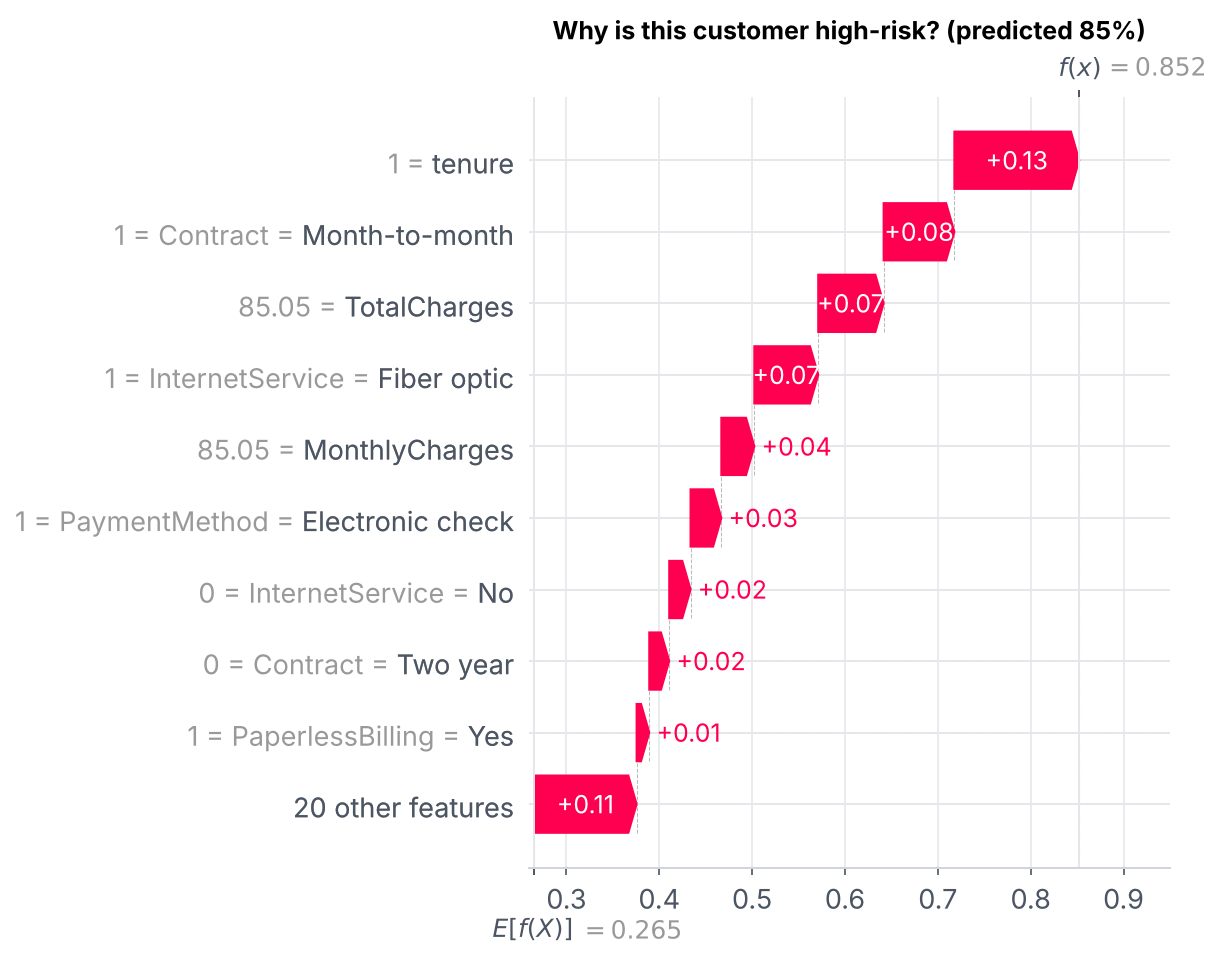 Why is this customer high-risk? (predicted 85%)
f(x) = 0.852
1 = tenure
+0.13
1 = Contract = Month-to-month
+0.08
85.05 = TotalCharges
+0.07
1 = InternetService = Fiber optic
+0.07
85.05 = MonthlyCharges
+0.04
1 = PaymentMethod = Electronic check
+0.03
0 = InternetService = No
+0.02
0 = Contract = Two year
+0.02
1 = PaperlessBilling = Yes
+0.01
20 other features
+0.11
0.3 0.4 0.5 0.6 0.7 0.8 0.9
E[f(X)] = 0.265